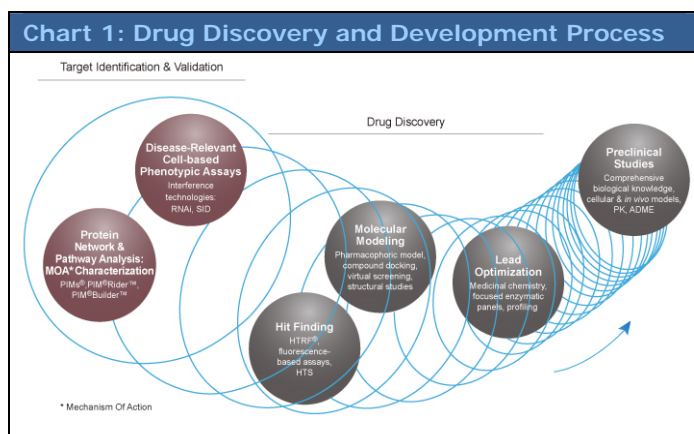 Chart 1: Drug Discovery and Development Process
Target Identification & Validation
Drug Discovery
Disease-Relevant
Cell-based
Phenotypic Assays
Interference
technologies:
RNAi, SID
Protein
Network &
Pathway Analysis:
MOA* Characterization
PIMs®, PIM®Rider™,
PIM®Builder™
Hit Finding
HTRF®,
fluorescence-
based assays,
HTS
Molecular
Modeling
Pharmacophoric model,
compound docking,
virtual screening,
structural studies
Lead
Optimization
Medicinal chemistry,
focused enzymatic
panels, profiling
Preclinical
Studies
Comprehensive
biological knowledge,
cellular & in vivo models,
PK, ADME
* Mechanism Of Action